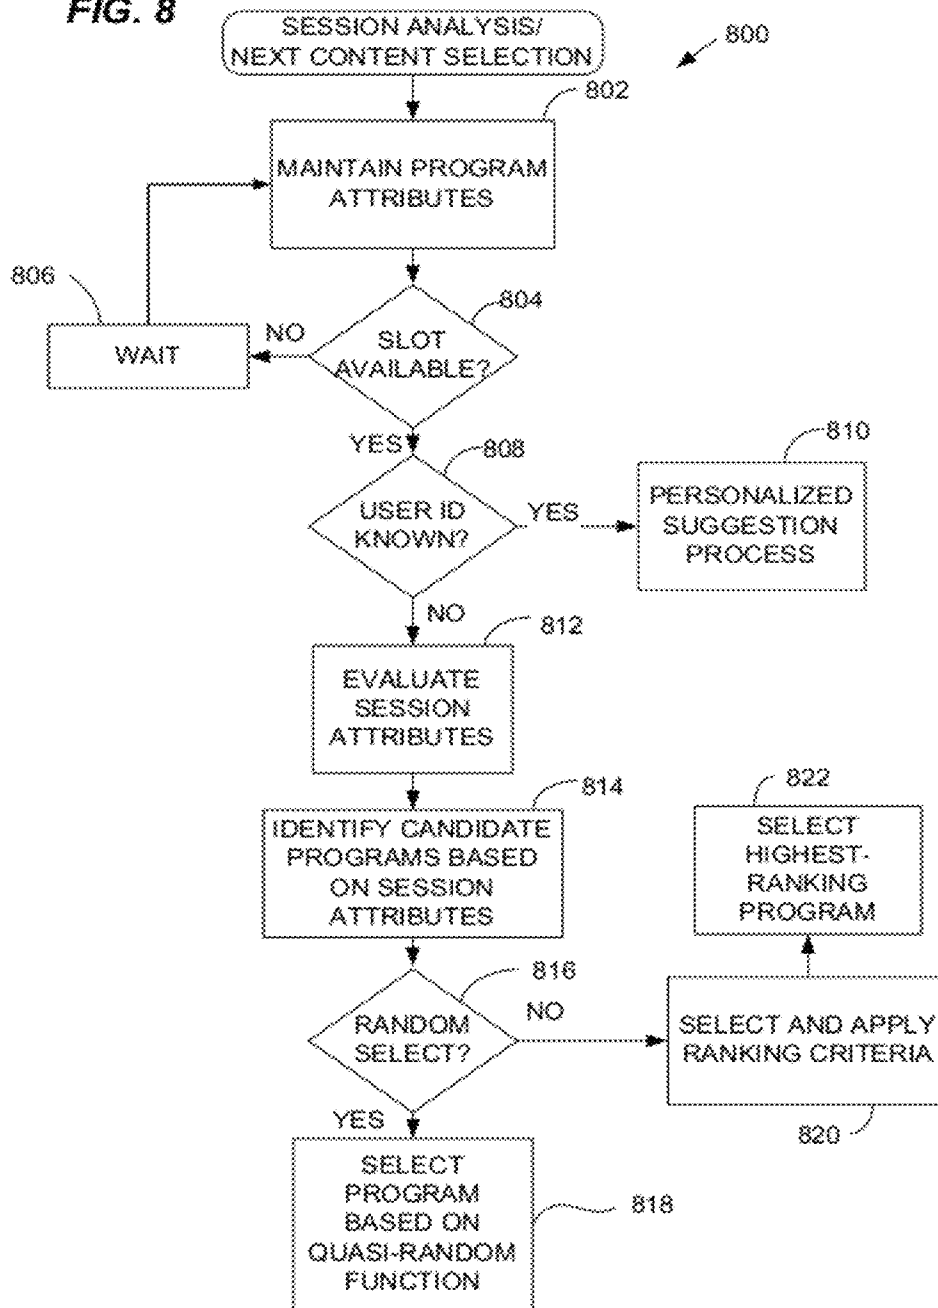 FIG. 8
SESSION ANALYSIS/
NEXT CONTENT SELECTION
800
802
MAINTAIN PROGRAM
ATTRIBUTES
804
806
SLOT
AVAILABLE?
NO
WAIT
YES
808
810
USER ID
KNOWN?
YES
PERSONALIZED
SUGGESTION
PROCESS
NO
812
EVALUATE
SESSION
ATTRIBUTES
814
IDENTIFY CANDIDATE
PROGRAMS BASED
ON SESSION
ATTRIBUTES
822
SELECT
HIGHEST-
RANKING
PROGRAM
816
RANDOM
SELECT?
NO
SELECT AND APPLY
RANKING CRITERIA
820
YES
SELECT
PROGRAM
BASED ON
QUASI-RANDOM
FUNCTION
818